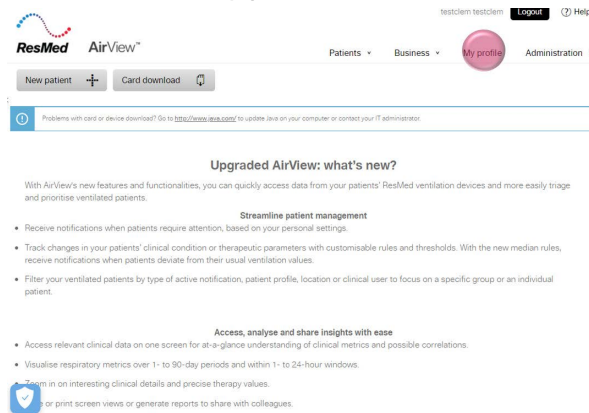 testclem testclem Logout Help
ResMed AirView™
Patients Business My profile Administration
New patient Card download
Problems with card or device download? Go to http://www.java.com/ to update Java on your computer or contact your IT administrator.
Upgraded AirView: what's new?
With AirView's new features and functionalities, you can quickly access data from your patients' ResMed ventilation devices and more easily triage
and prioritise ventilated patients.
Streamline patient management
• Receive notifications when patients require attention, based on your personal settings.
• Track changes in your patients' clinical condition or therapeutic parameters with customisable rules and thresholds. With the new median rules,
receive notifications when patients deviate from their usual ventilation values.
• Filter your ventilated patients by type of active notification, patient profile, location or clinical user to focus on a specific group or an individual
patient.
Access, analyse and share insights with ease
• Access relevant clinical data on one screen for at-a-glance understanding of clinical metrics and possible correlations.
• Visualise respiratory metrics over 1- to 90-day periods and within 1- to 24-hour windows.
in on interesting clinical details and precise therapy values.
or print screen views or generate reports to share with colleagues.